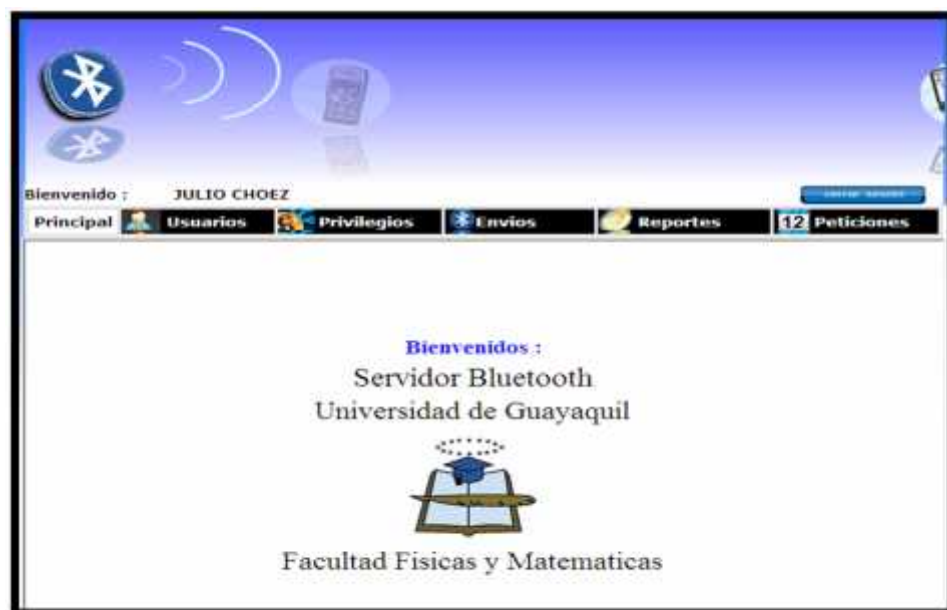 Bienvenido : JULIO CHOEZ
Principal Usuarios Privilegios Envios Reportes 12 Peticiones
Bienvenidos :
Servidor Bluetooth
Universidad de Guayaquil
Facultad Fisicas y Matematicas